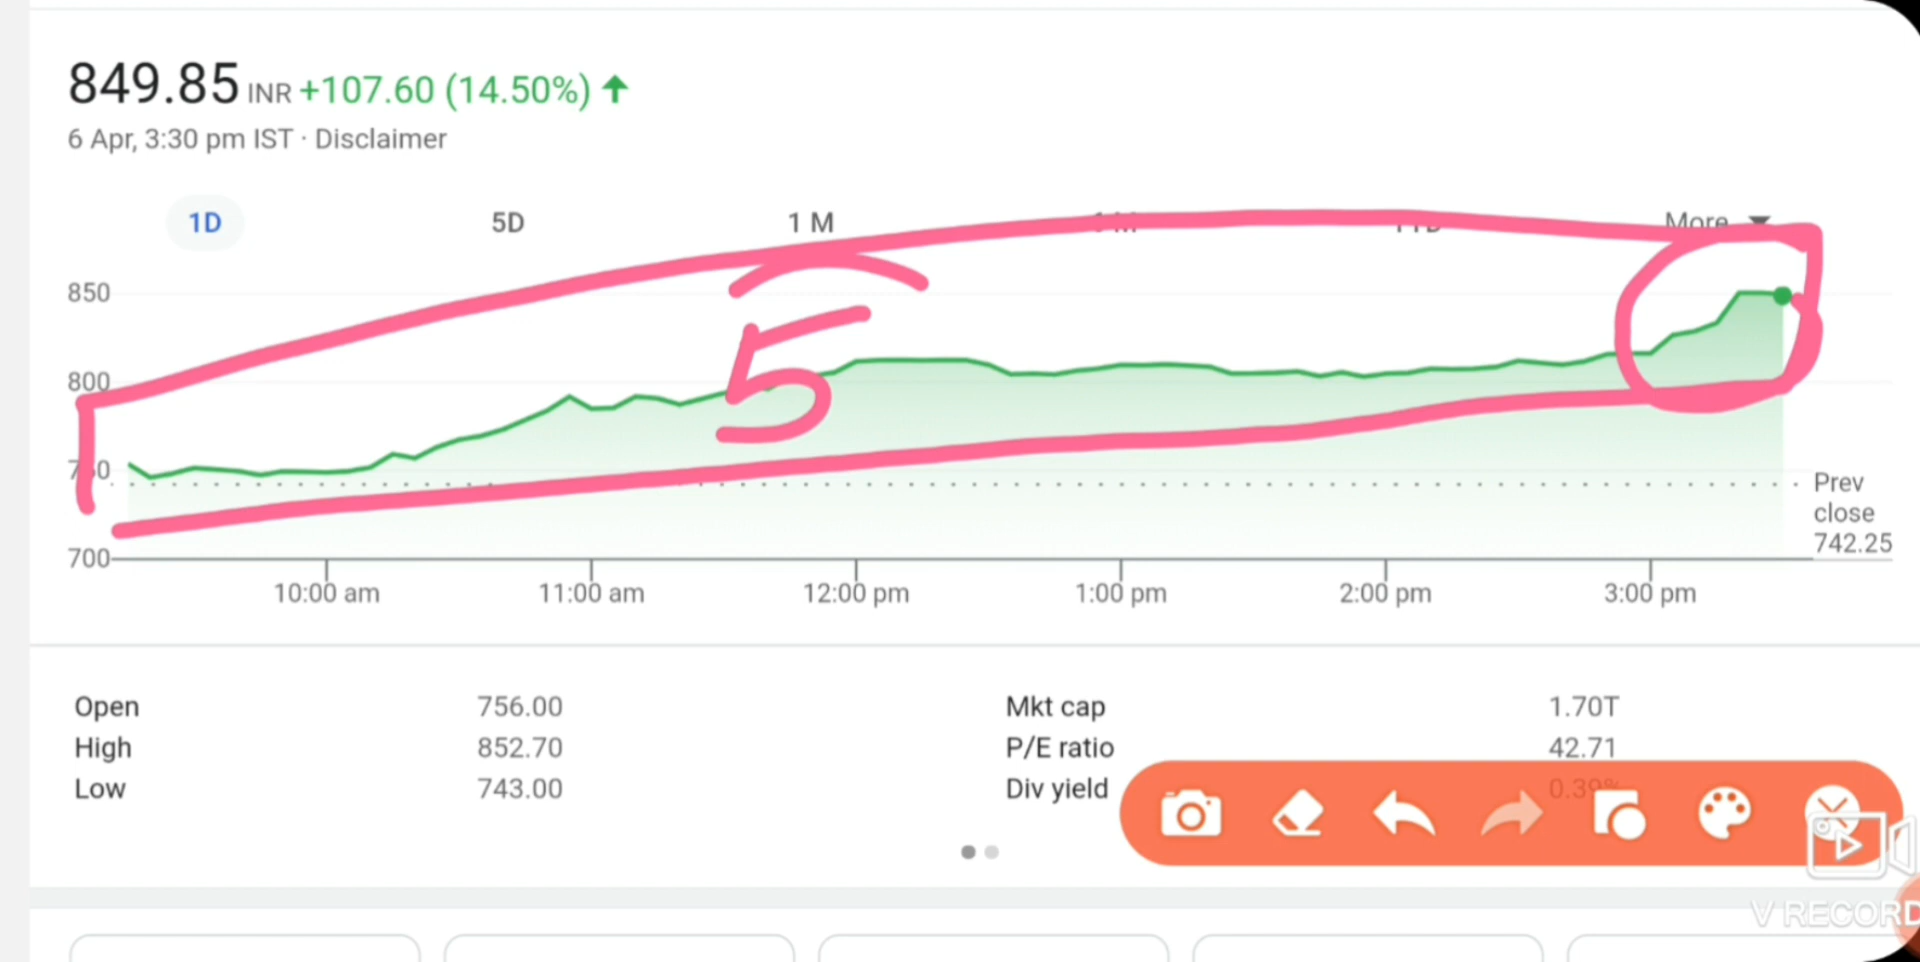 849.85 INR +107.60 (14.50%)
6 Apr, 3:30 pm IST · Disclaimer
1D 5D 1 M More
5
850
800
700
Prev
close
742.25
10:00 am 11:00 am 12:00 pm 1:00 pm 2:00 pm 3:00 pm
Open 756.00 Mkt cap 1.70T
High 852.70 P/E ratio 42.71
Low 743.00 Div yield
V RECORD